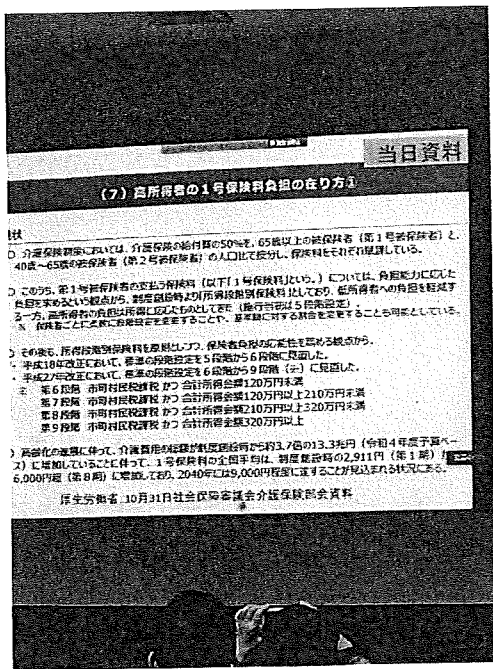 当日資料
(7) 高所得者の1号保険料負担の在り方①
状
○ 介護保険制度においては、介護保険の給付費の50%を、65歳以上の被保険者(第1号被保険者)と、
40歳~65歳の被保険者(第2号被保険者)の人口比で按分し、保険料をそれぞれ賦課している。
○ このうち、第1号被保険者の支払う保険料(以下「1号保険料」という。)については、負担能力に応じた
負担を求めるという観点から、制度創設時より「所得段階別保険料」としており、低所得者への負担を軽減す
る一方、高所得者の負担は所得に応じたものとしてきた(施行当初は5段階設定)。
※ 保険者ごとに点数に段階設定を変更することや、基準額に対する割合を変更することも可能としている。
○ その後も、所得段階別保険料を原則としつつ、保険者負担の応能性を高める観点から、
平成18年改正において、標準の段階設定を5段階から6段階に見直した。
平成27年改正において、標準の段階設定を6段階から9段階(※)に見直した。
※ 第6段階 市町村民税課税 かつ 合計所得金額120万円未満
第7段階 市町村民税課税 かつ 合計所得金額120万円以上210万円未満
第8段階 市町村民税課税 かつ 合計所得金額210万円以上320万円未満
第9段階 市町村民税課税 かつ 合計所得金額320万円以上
○ 高齢化の進展に伴って、介護費用の総額が制度創設時から約3.7倍の13.3兆円(令和4年度予算ベー
ス)に増加していることに伴って、1号保険料の全国平均は、制度創設時の2,911円(第1期)
6,000円超(第8期)に増加しており、2040年には9,000円程度に達することが見込まれる状況にある。
厚生労働省 10月31日社会保障審議会介護保険部会資料